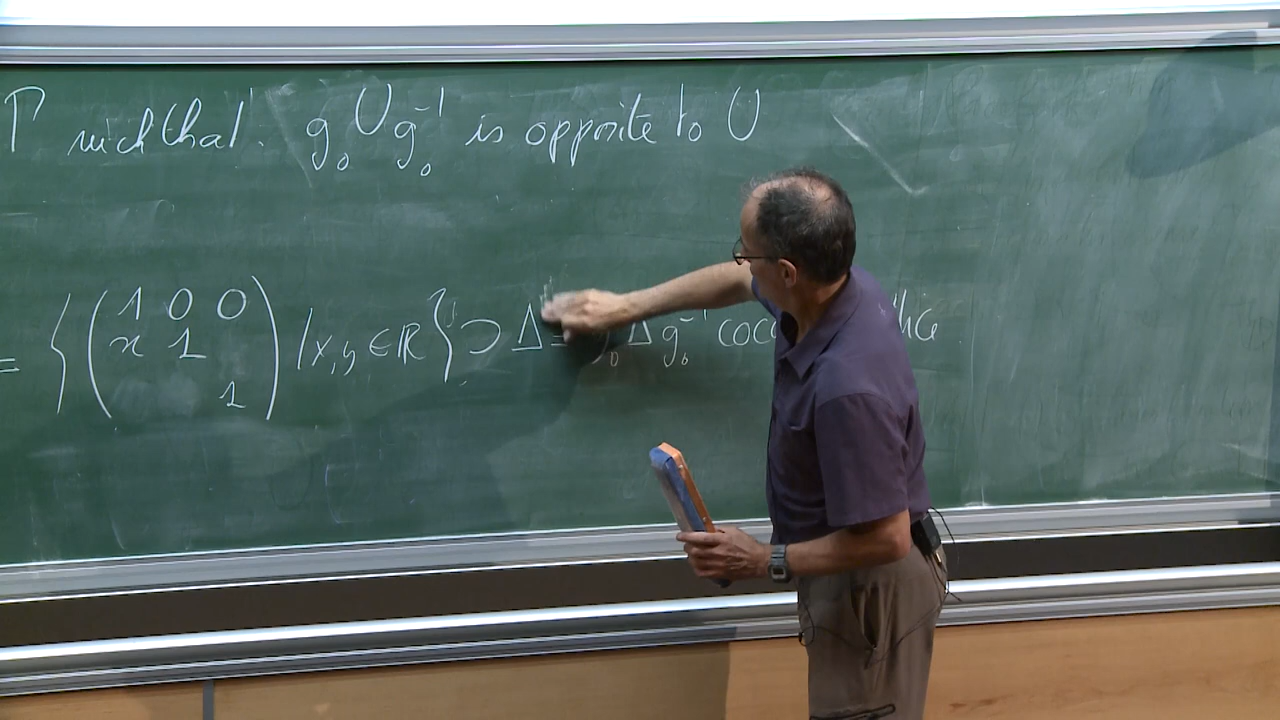 Γ such that g₀ U g₀⁻¹ is opposite to U
= { ( 1 0 0
x 1
1 ) / x, y ∈ ℝ } ⊃ Δ = g₀ Δ g₀⁻¹